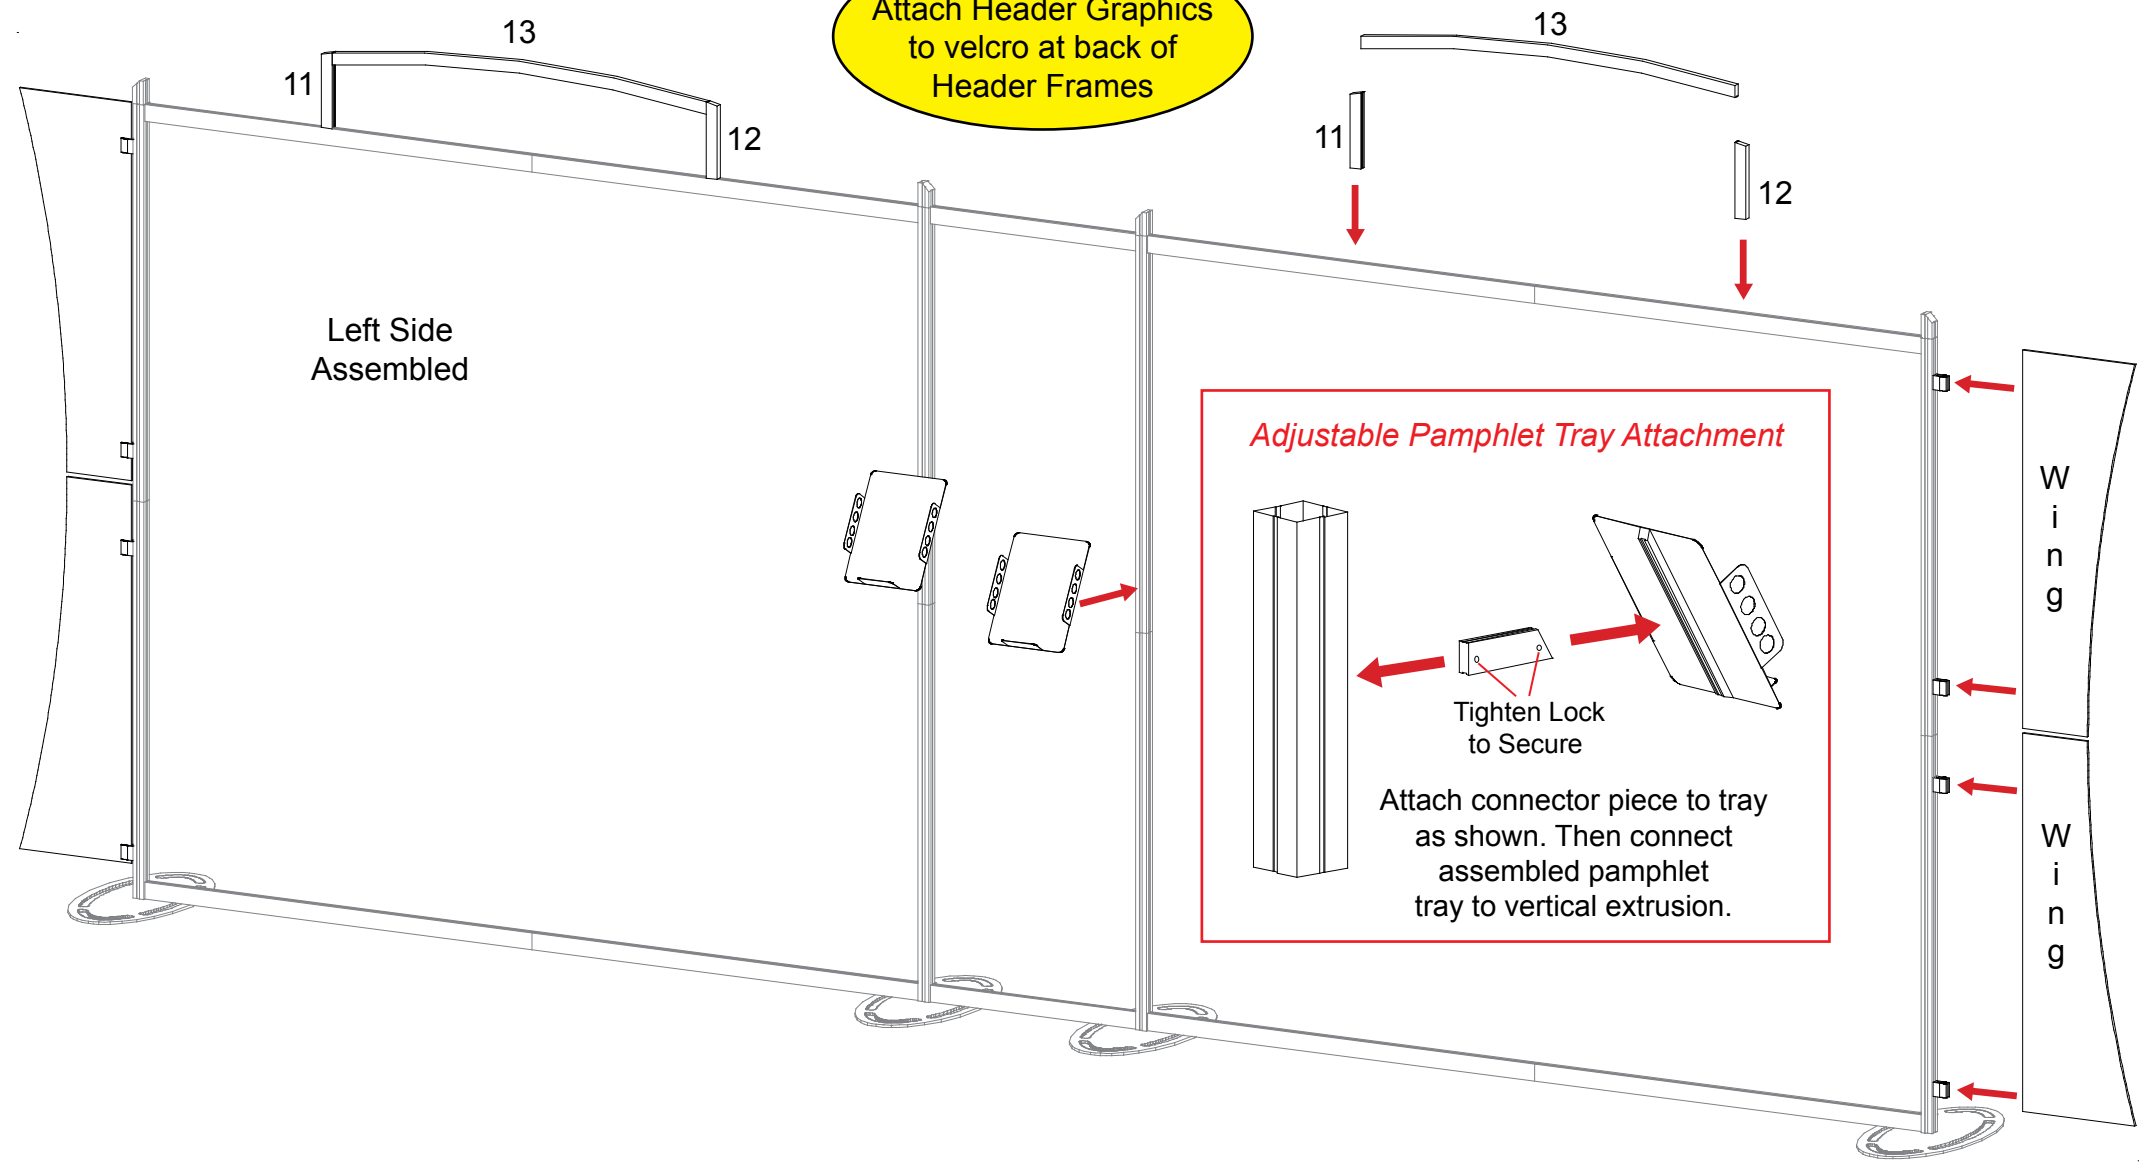 Attach Header Graphics
to velcro at back of
Header Frames
13
11
12
13
11
12
Left Side
Assembled
Adjustable Pamphlet Tray Attachment
Tighten Lock
to Secure
Attach connector piece to tray
as shown. Then connect
assembled pamphlet
tray to vertical extrusion.
W
i
n
g
W
i
n
g